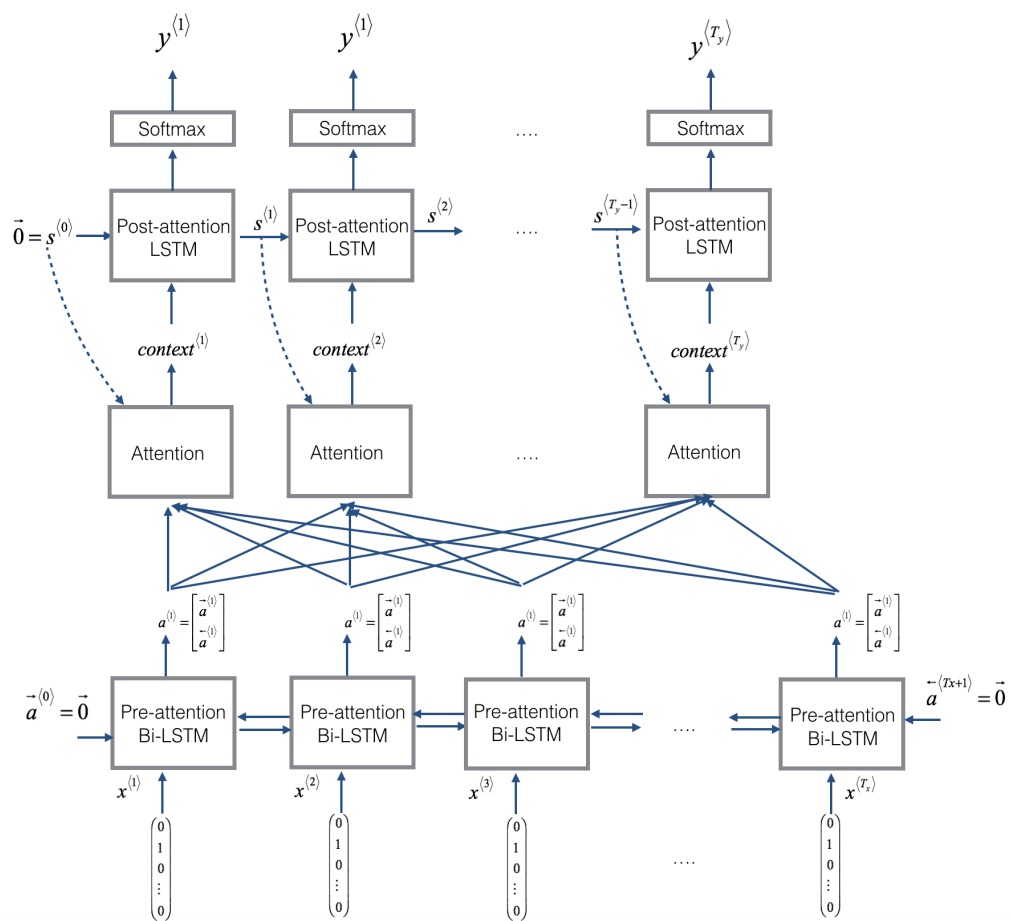 y⟨1⟩ y⟨1⟩ y⟨T_y⟩
Softmax Softmax .... Softmax
0⃗ = s⟨0⟩ Post-attention LSTM s⟨1⟩ Post-attention LSTM s⟨2⟩ .... s⟨T_y−1⟩ Post-attention LSTM
context⟨1⟩ context⟨2⟩ context⟨T_y⟩
Attention Attention .... Attention
a⟨1⟩ = [a⃗⟨1⟩ a⃖⟨1⟩] a⟨1⟩ = [a⃗⟨1⟩ a⃖⟨1⟩] a⟨1⟩ = [a⃗⟨1⟩ a⃖⟨1⟩] a⟨1⟩ = [a⃗⟨1⟩ a⃖⟨1⟩]
a⃗⟨0⟩ = 0⃗ Pre-attention Bi-LSTM Pre-attention Bi-LSTM Pre-attention Bi-LSTM .... Pre-attention Bi-LSTM a⃖⟨Tx+1⟩ = 0⃗
x⟨1⟩ x⟨2⟩ x⟨3⟩ x⟨T_x⟩
0 0 0 0
1 1 1 1
0 0 0 .... 0
⋮ ⋮ ⋮ ⋮
0 0 0 0